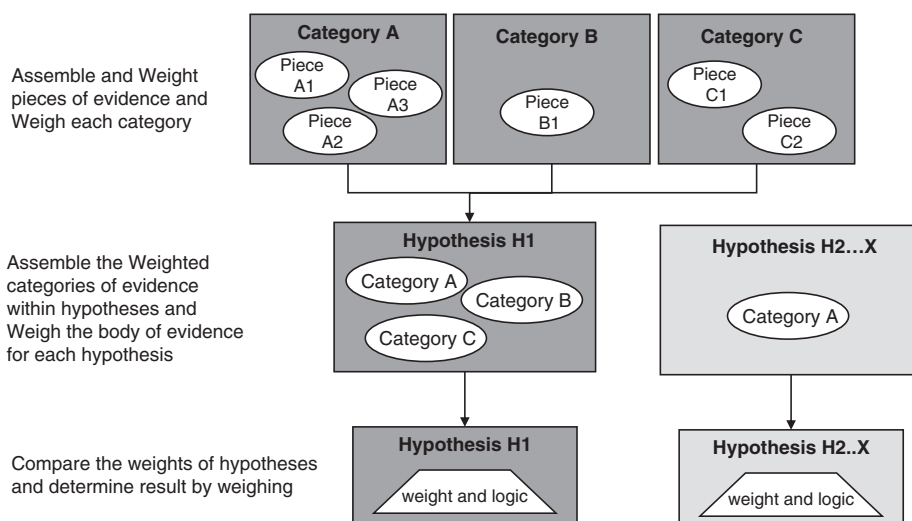 Category A
Category B
Category C
Assemble and Weight
pieces of evidence and
Weigh each category
Piece
A1
Piece
A3
Piece
A2
Piece
B1
Piece
C1
Piece
C2
Assemble the Weighted
categories of evidence
within hypotheses and
Weigh the body of evidence
for each hypothesis
Hypothesis H1
Category A
Category B
Category C
Hypothesis H2...X
Category A
Compare the weights of hypotheses
and determine result by weighing
Hypothesis H1
weight and logic
Hypothesis H2..X
weight and logic